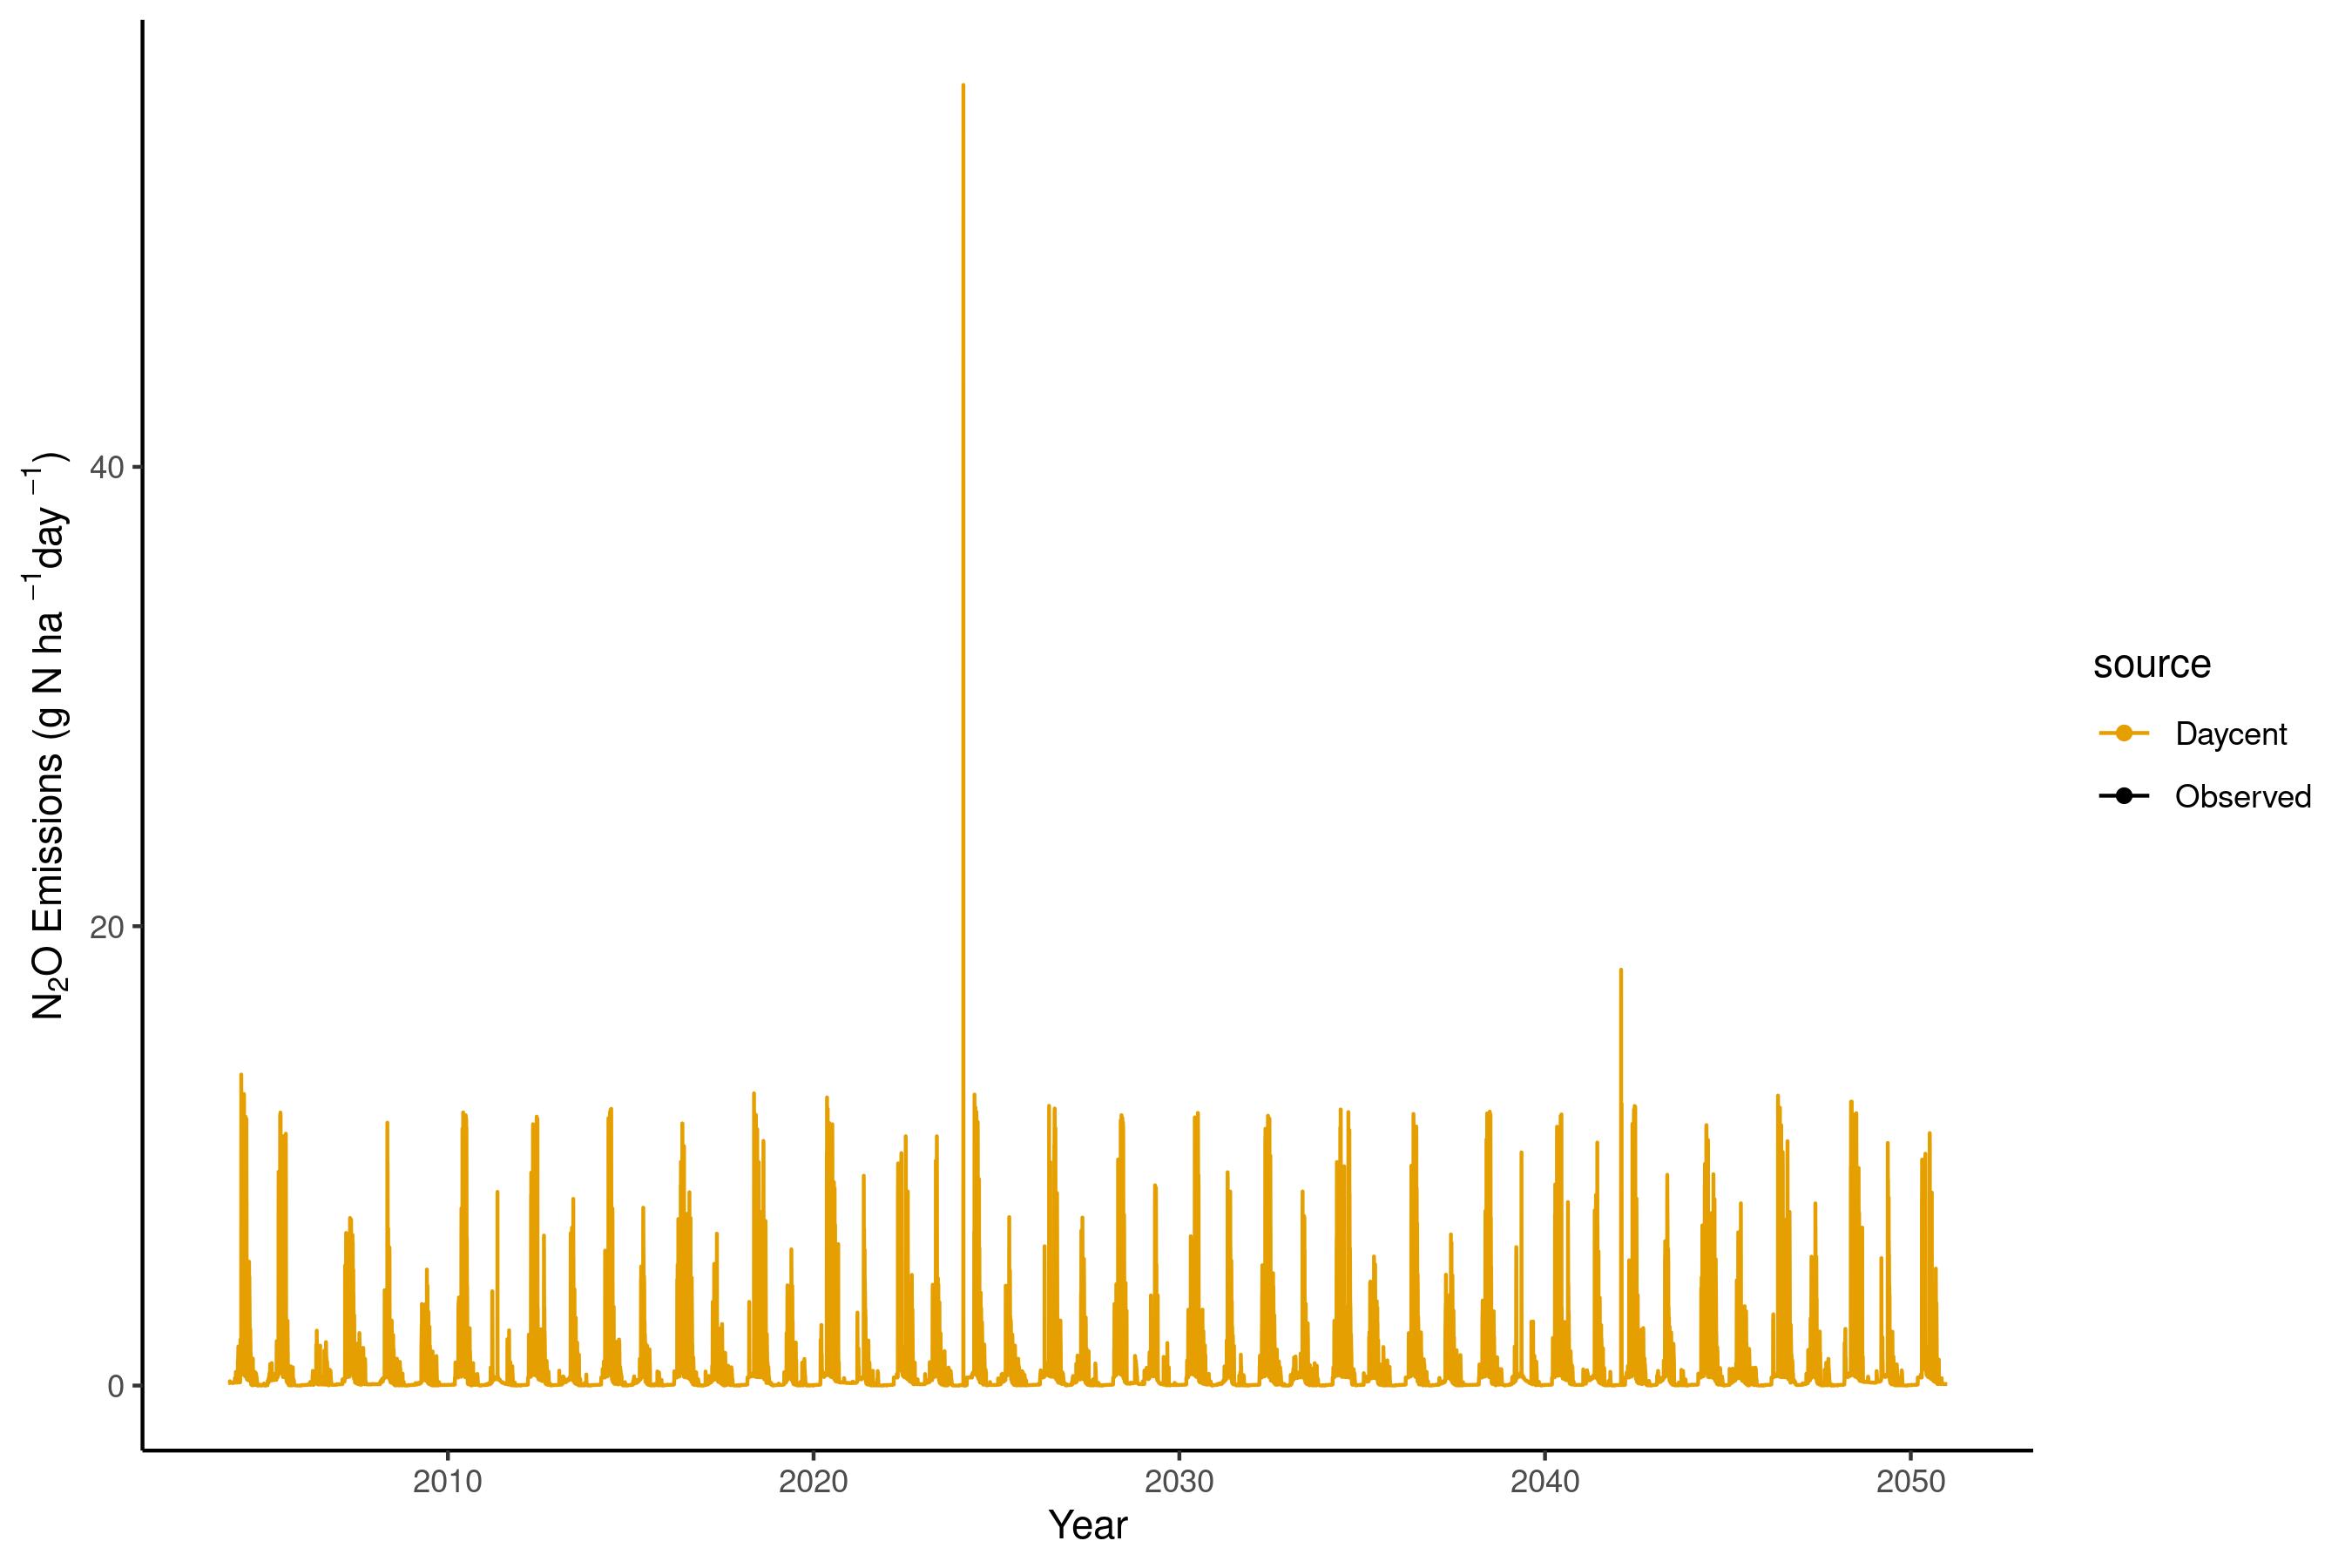 N₂O Emissions (g N ha ⁻¹day ⁻¹)
40
20
0
2010 2020 2030 2040 2050
Year
source
Daycent
Observed